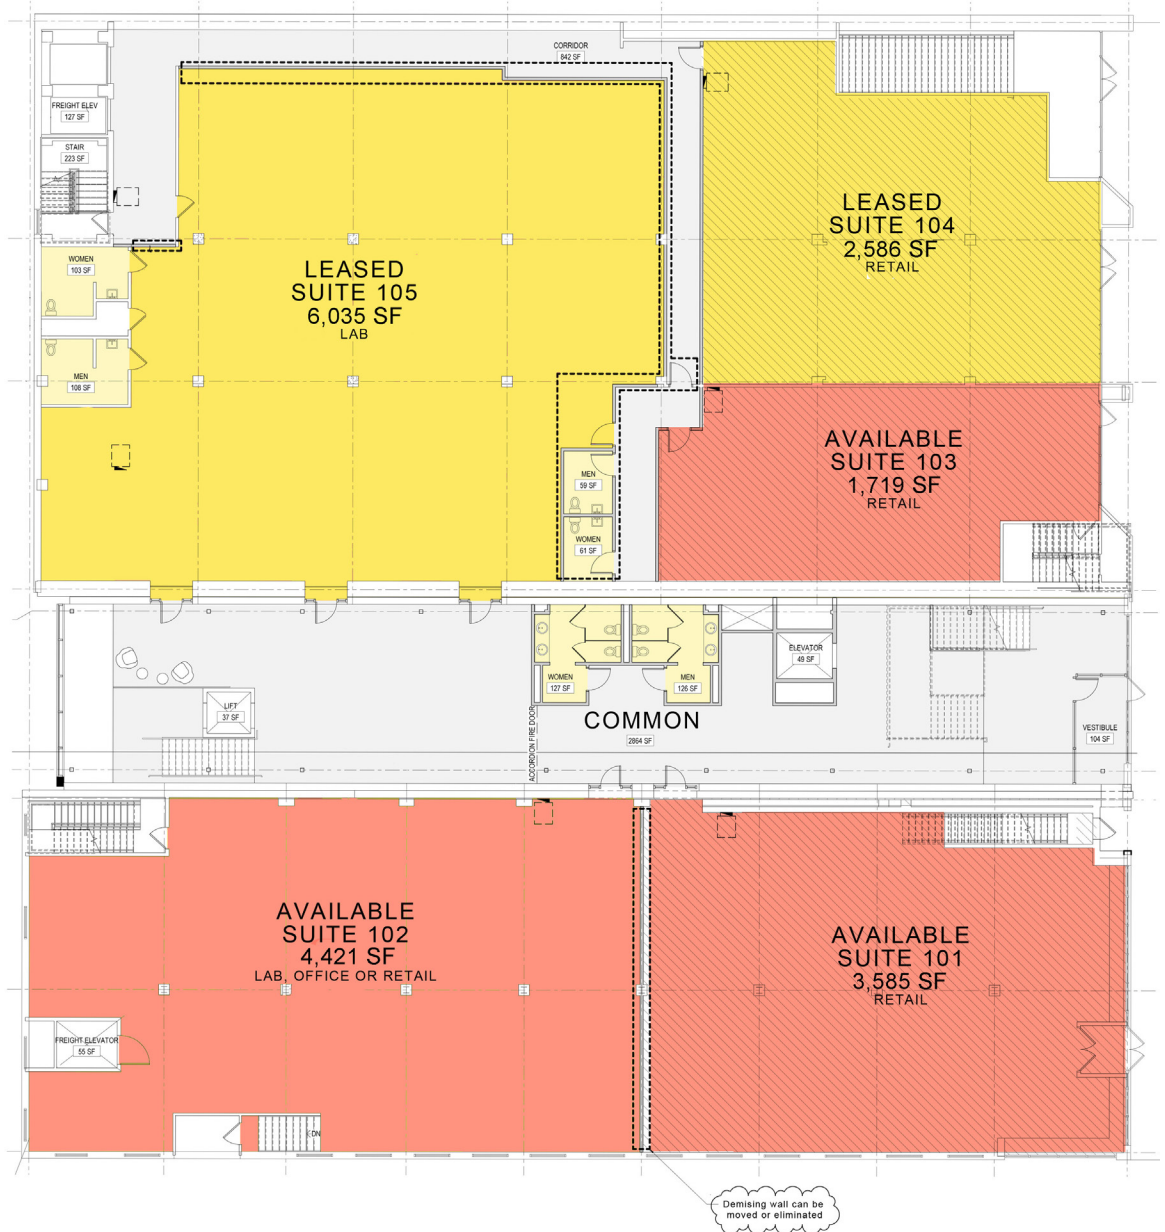 CORRIDOR
842 SF
FREIGHT ELEV
127 SF
STAIR
223 SF
LEASED
SUITE 104
2,586 SF
RETAIL
WOMEN
103 SF
LEASED
SUITE 105
6,035 SF
LAB
MEN
108 SF
AVAILABLE
SUITE 103
1,719 SF
RETAIL
MEN
59 SF
WOMEN
61 SF
ELEVATOR
49 SF
WOMEN
127 SF
MEN
126 SF
LIFT
37 SF
COMMON
2864 SF
ACCORDION FIRE DOOR
VESTIBULE
104 SF
AVAILABLE
SUITE 102
4,421 SF
LAB, OFFICE OR RETAIL
AVAILABLE
SUITE 101
3,585 SF
RETAIL
FREIGHT ELEVATOR
55 SF
DN
Demising wall can be
moved or eliminated